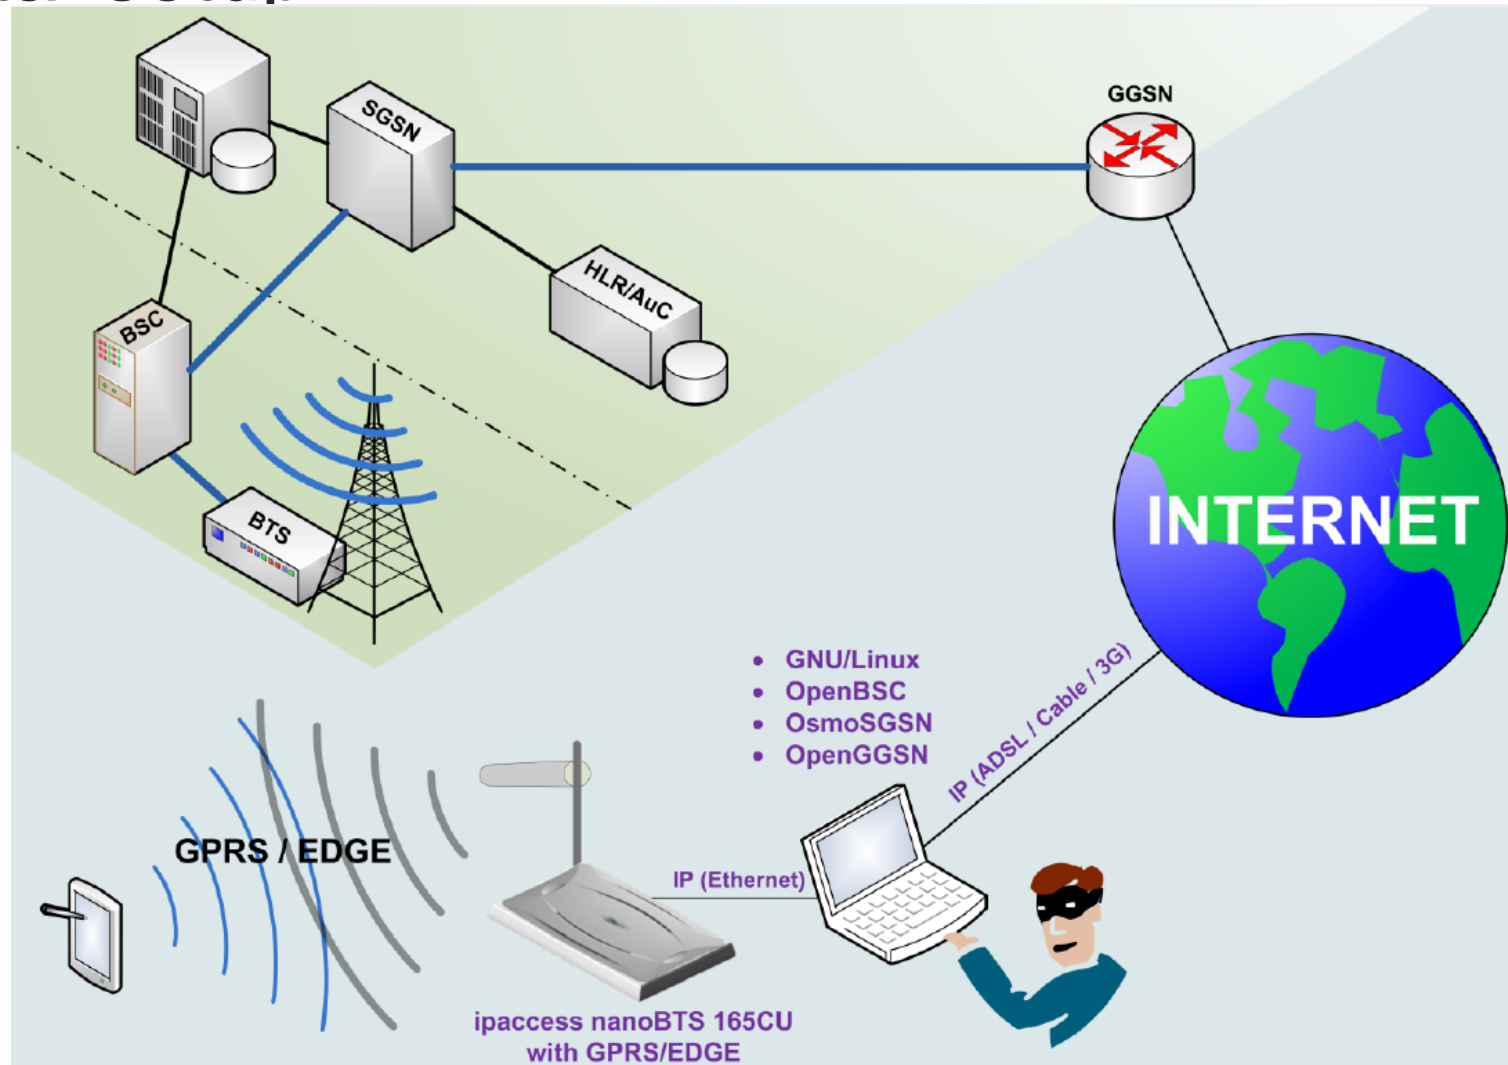 SGSN
GGSN
HLR/AuC
BSC
BTS
INTERNET
GNU/Linux
OpenBSC
OsmoSGSN
OpenGGSN
IP (ADSL / Cable / 3G)
GPRS / EDGE
IP (Ethernet)
ipaccess nanoBTS 165CU
with GPRS/EDGE